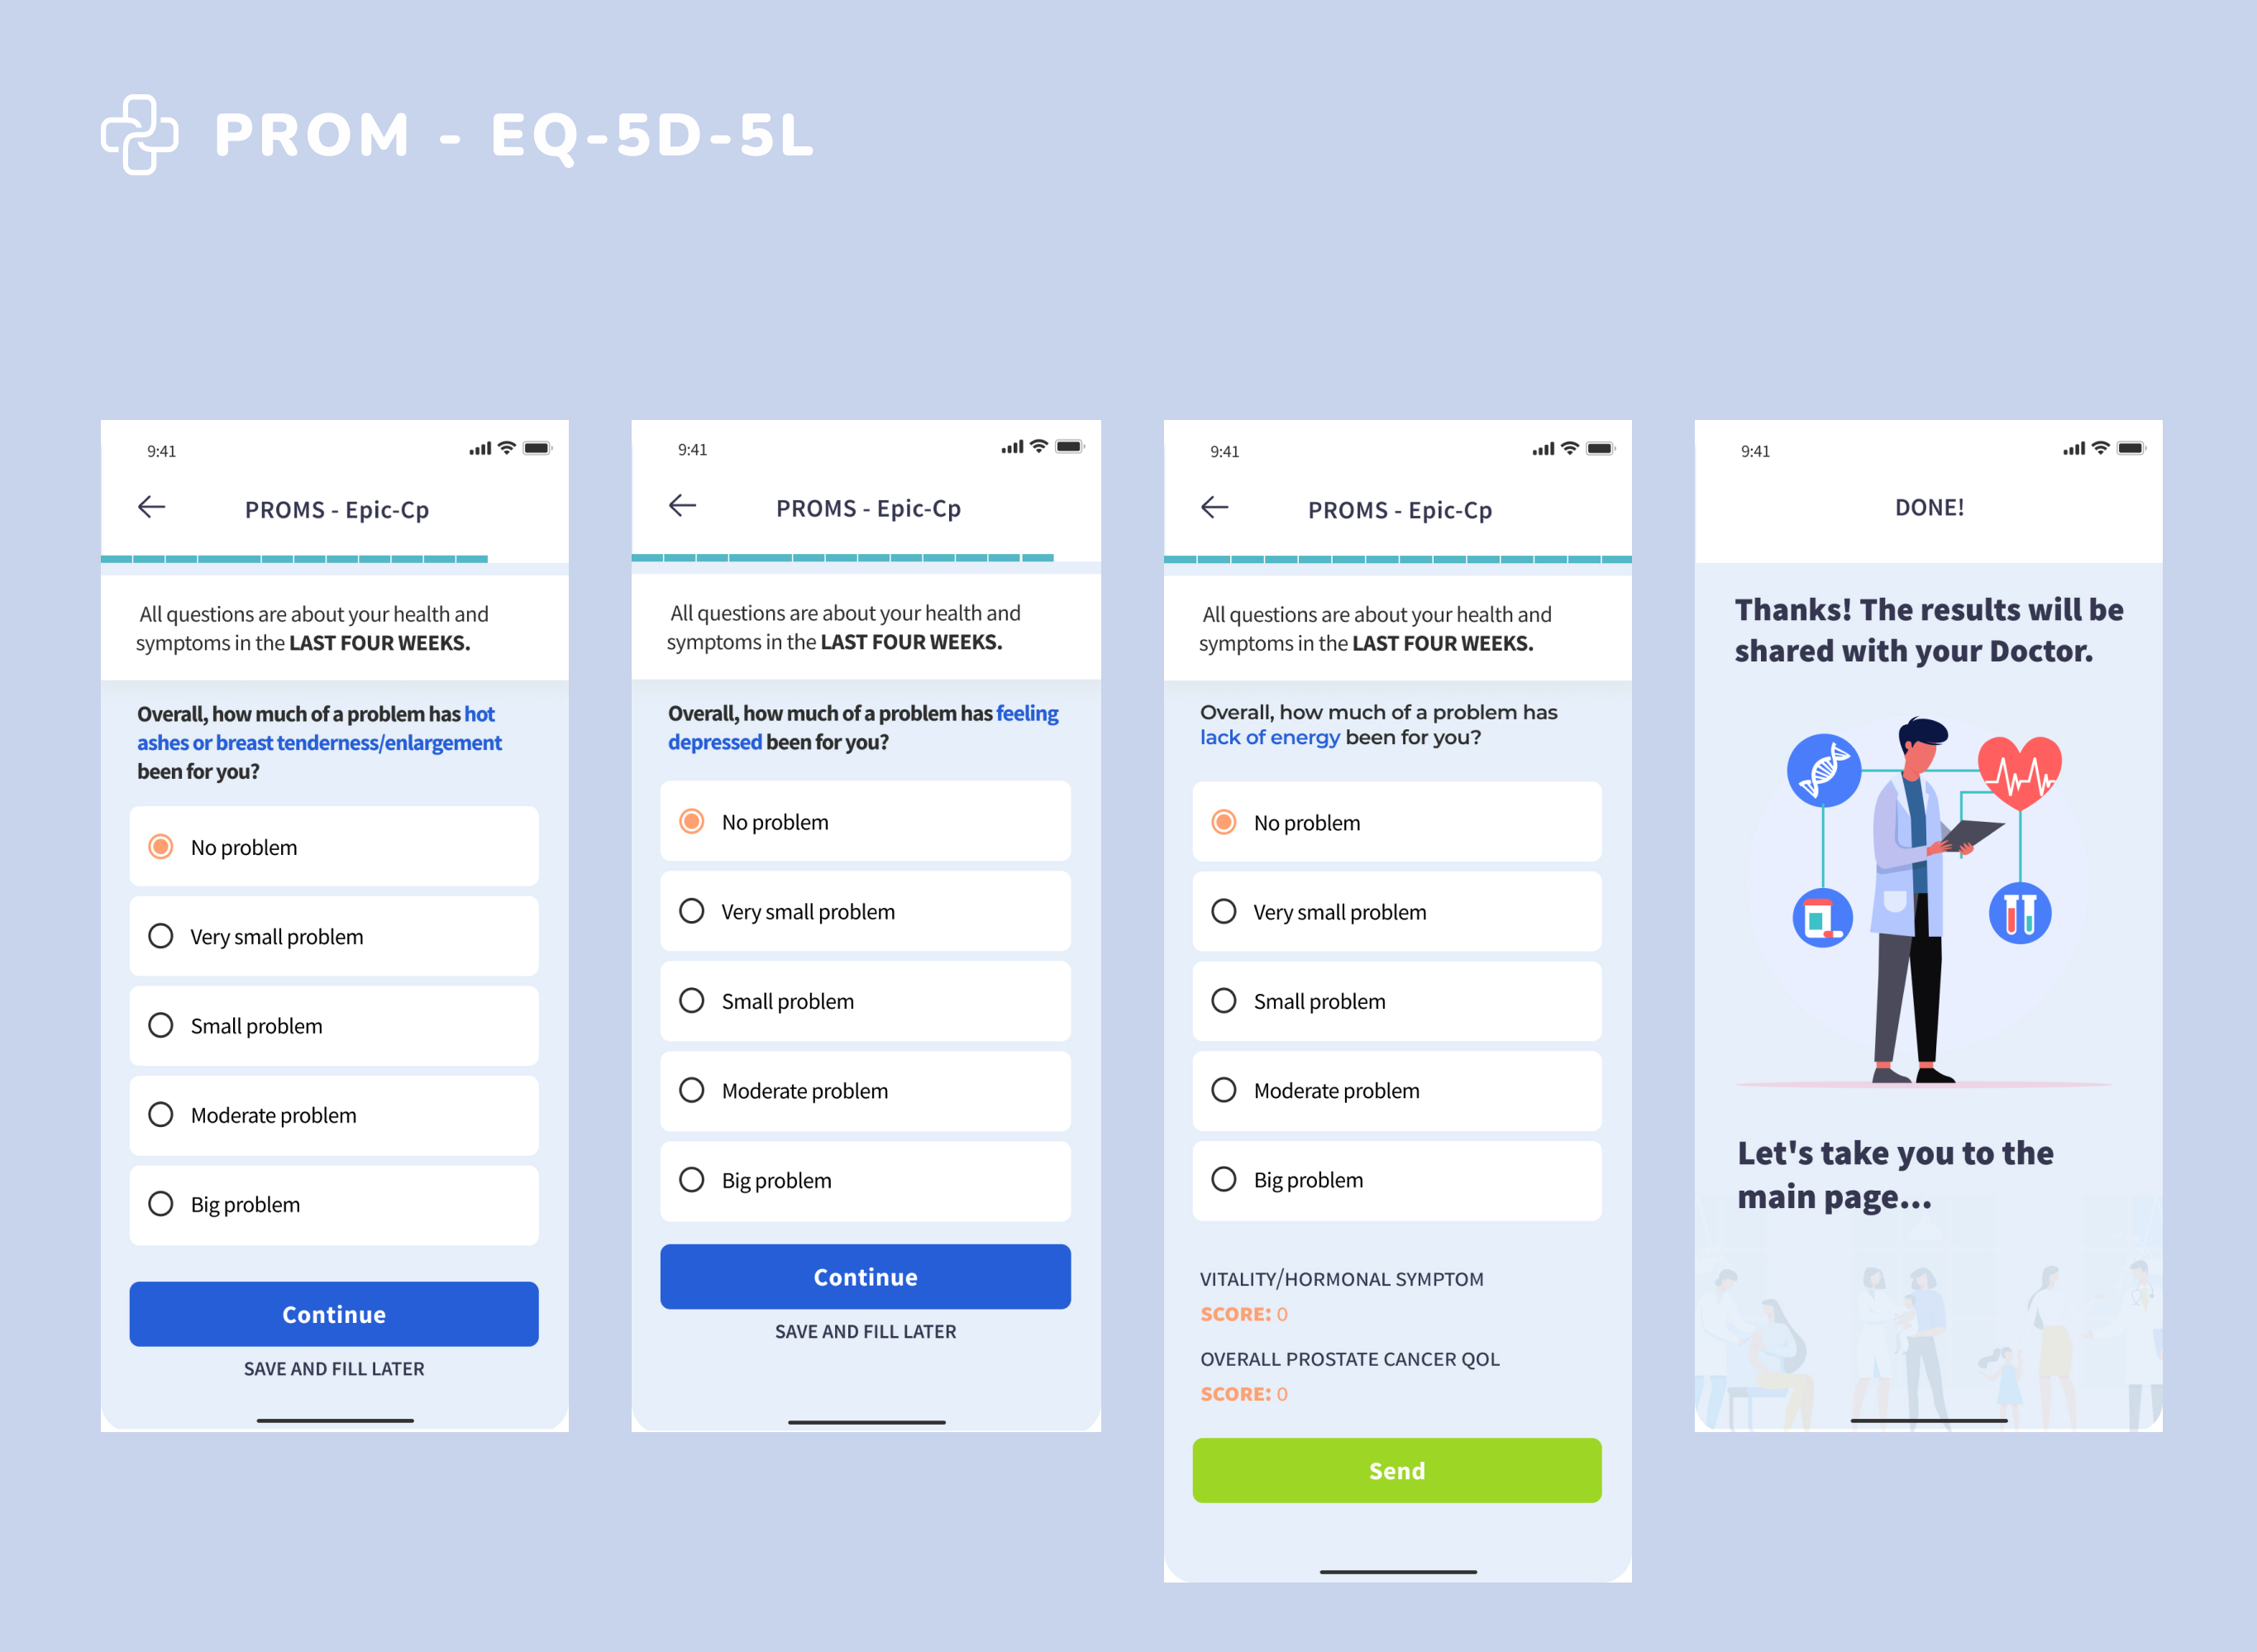 PROM - EQ-5D-5L
9:41
PROMS - Epic-Cp
All questions are about your health and
symptoms in the LAST FOUR WEEKS.
Overall, how much of a problem has hot
ashes or breast tenderness/enlargement
been for you?
No problem
Very small problem
Small problem
Moderate problem
Big problem
Continue
SAVE AND FILL LATER
9:41
PROMS - Epic-Cp
All questions are about your health and
symptoms in the LAST FOUR WEEKS.
Overall, how much of a problem has feeling
depressed been for you?
No problem
Very small problem
Small problem
Moderate problem
Big problem
Continue
SAVE AND FILL LATER
9:41
PROMS - Epic-Cp
All questions are about your health and
symptoms in the LAST FOUR WEEKS.
Overall, how much of a problem has
lack of energy been for you?
No problem
Very small problem
Small problem
Moderate problem
Big problem
VITALITY/HORMONAL SYMPTOM
SCORE: 0
OVERALL PROSTATE CANCER QOL
SCORE: 0
Send
9:41
DONE!
Thanks! The results will be
shared with your Doctor.
Let's take you to the
main page...